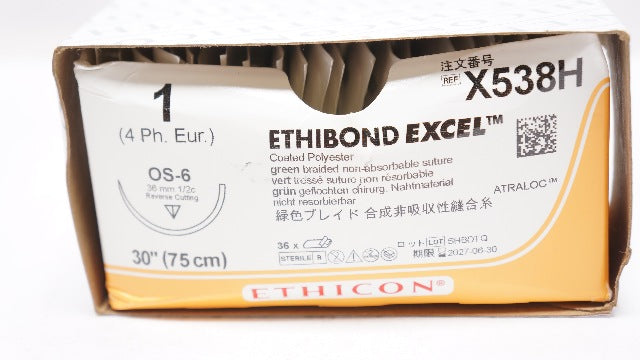 1
(4 Ph. Eur.)
OS-6
36 mm 1/2c
Reverse Cutting
30" (75 cm)
注文番号
REF X538H
ETHIBOND EXCEL™
Coated Polyester
green braided non-absorbable suture
vert tressé suture non résorbable
grün geflochten chirurg. Nahtmaterial
nicht resorbierbar
緑色ブレイド 合成非吸収性縫合糸
ATRALOC™
36 x
STERILE R
ロット LOT
期限 2027-06-30
ETHICON®